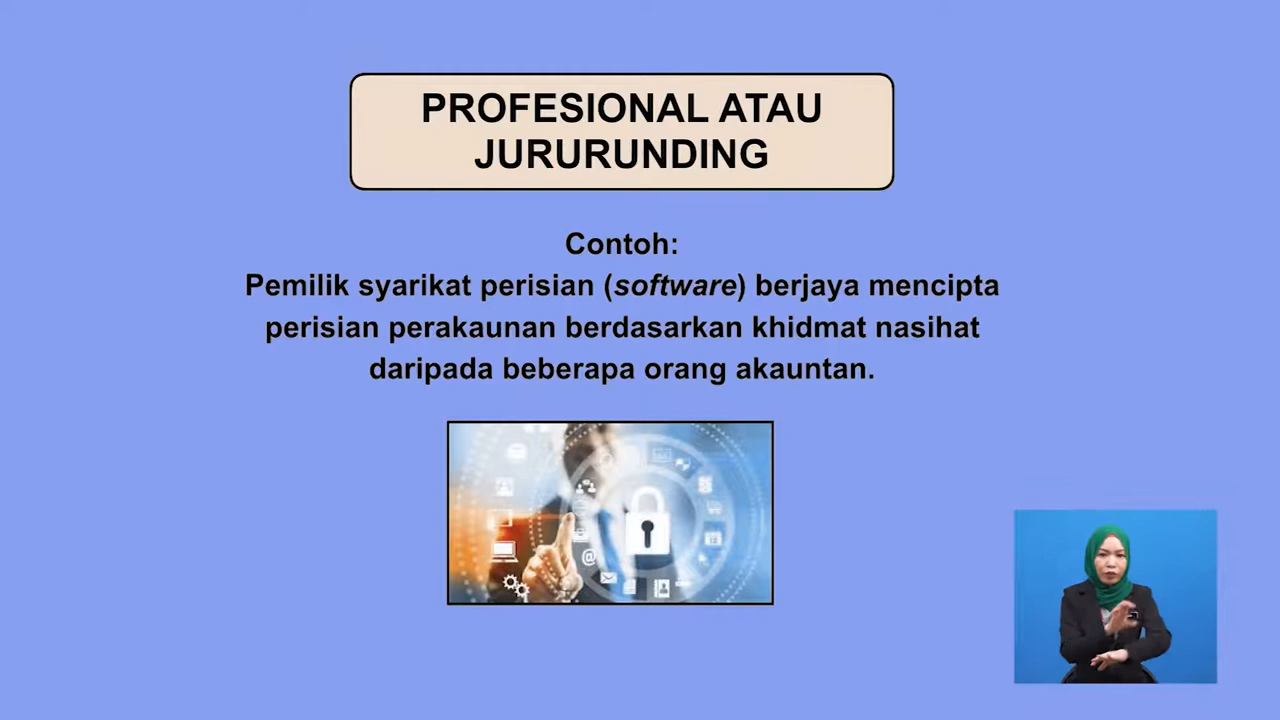 PROFESIONAL ATAU
JURURUNDING
Contoh:
Pemilik syarikat perisian (software) berjaya mencipta
perisian perakaunan berdasarkan khidmat nasihat
daripada beberapa orang akauntan.
@